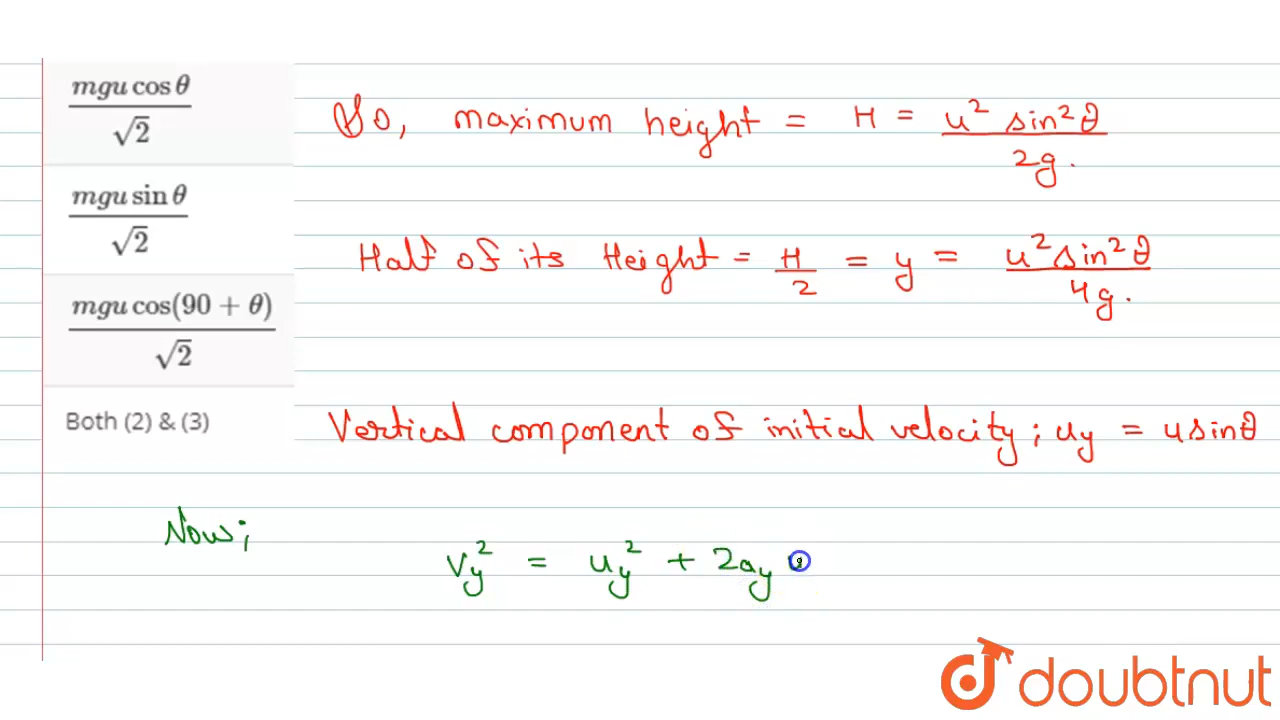 mgu cos θ / √2
mgu sin θ / √2
mgu cos(90 + θ) / √2
Both (2) & (3)
So, maximum height = H = u² sin²θ / 2g.
Half of its Height = H/2 = y = u² sin²θ / 4g.
Vertical component of initial velocity; uy = u sinθ
Now;
vy² = uy² + 2ay
doubtnut